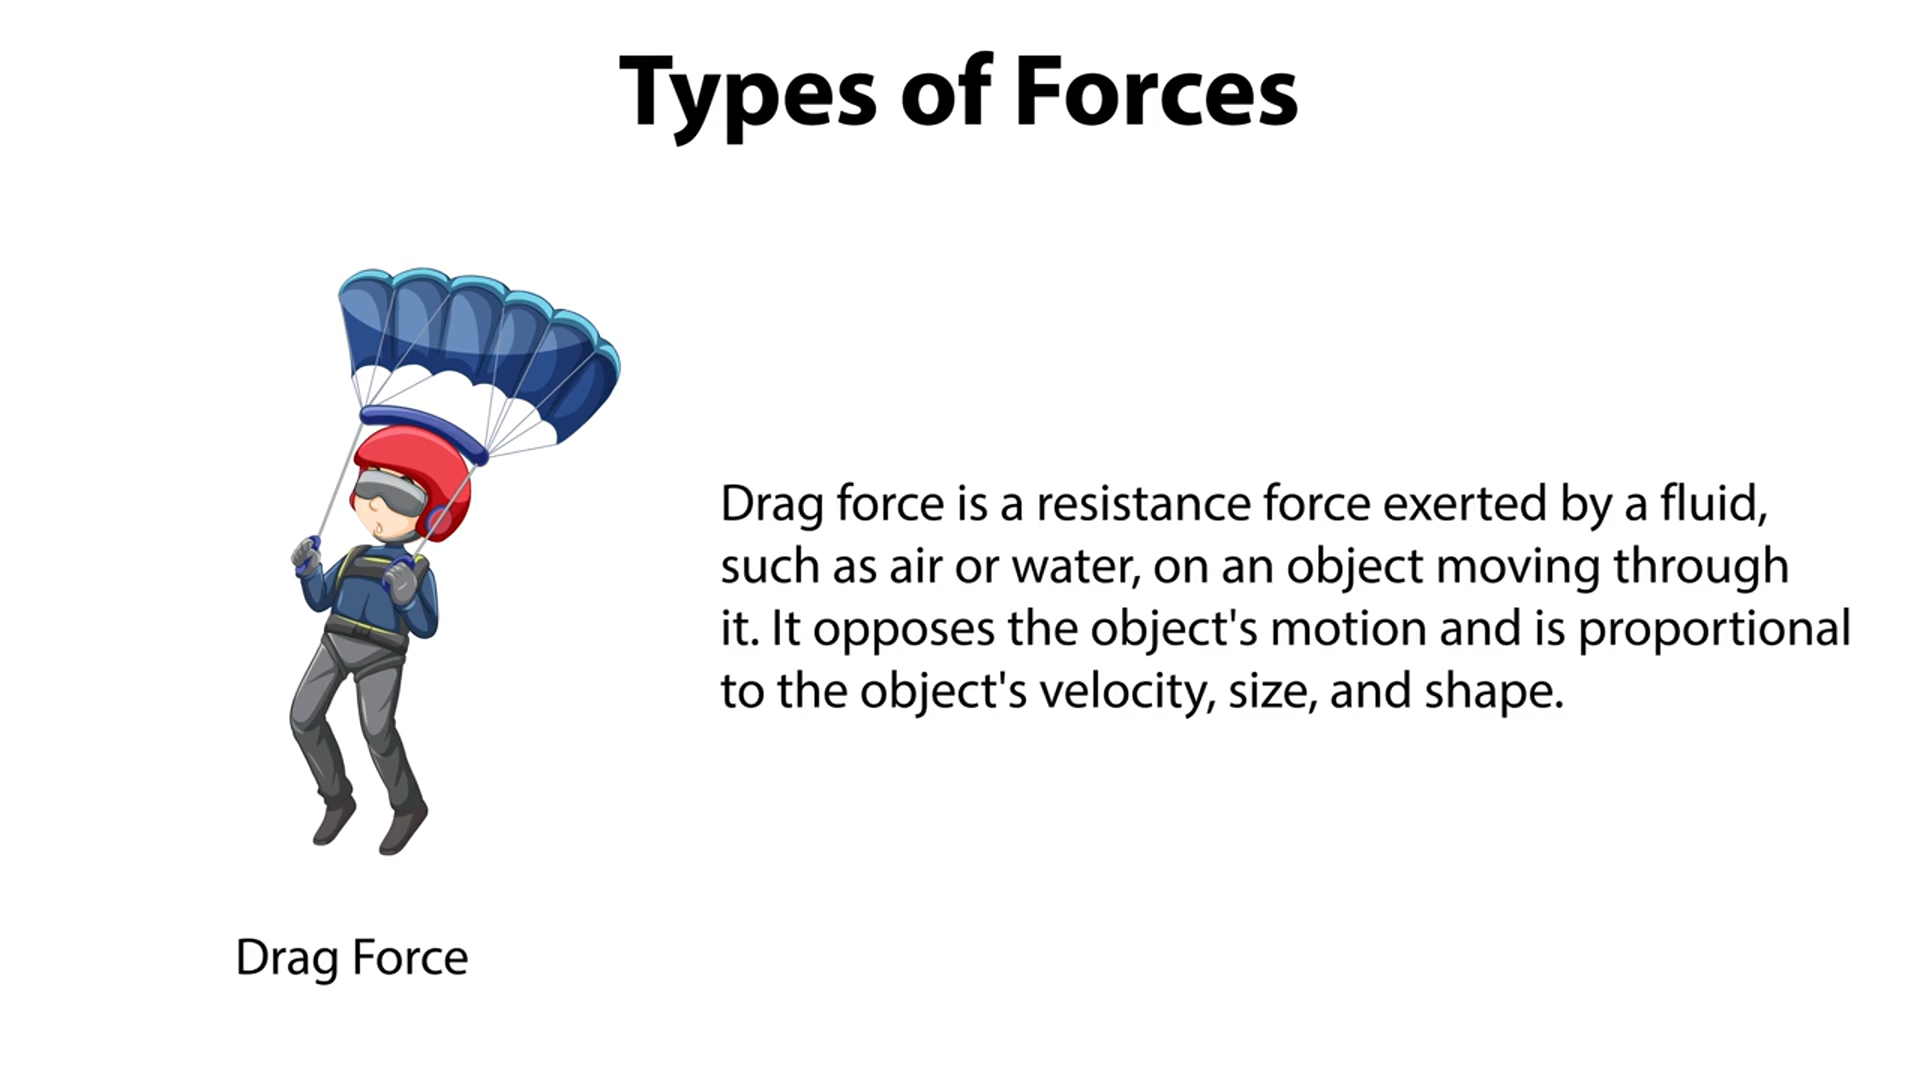 Types of Forces
Drag force is a resistance force exerted by a fluid,
such as air or water, on an object moving through
it. It opposes the object's motion and is proportional
to the object's velocity, size, and shape.
Drag Force